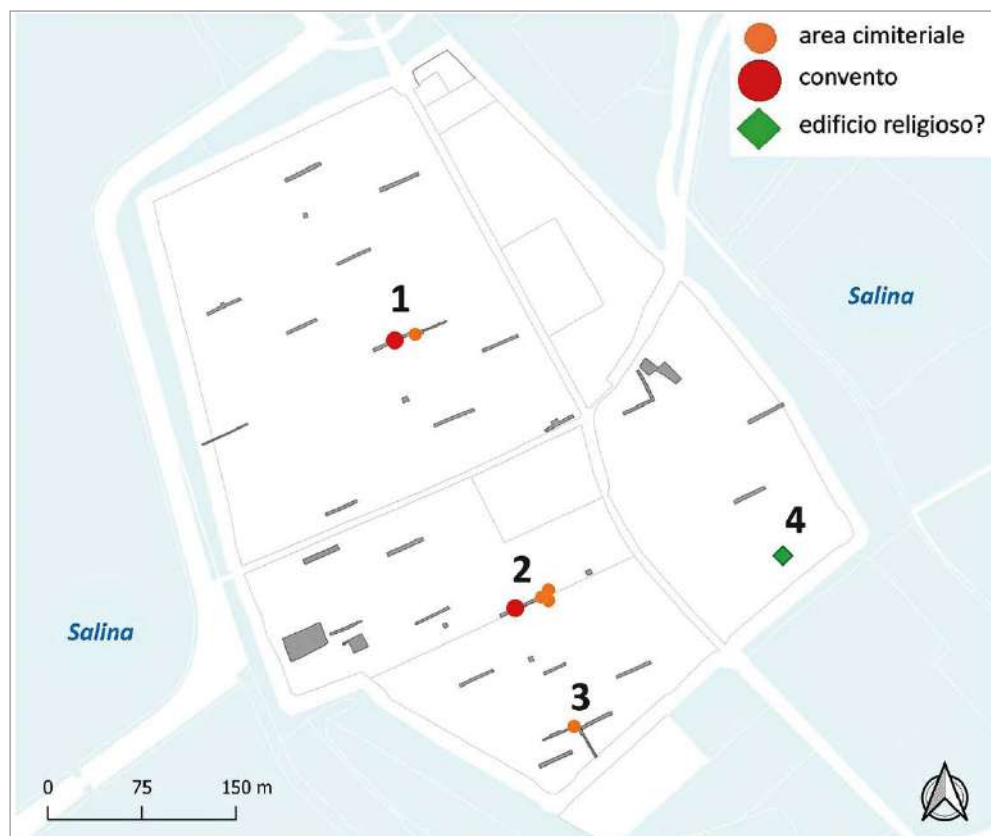 area cimiteriale
convento
edificio religioso?
1
Salina
4
2
Salina
3
0 75 150 m